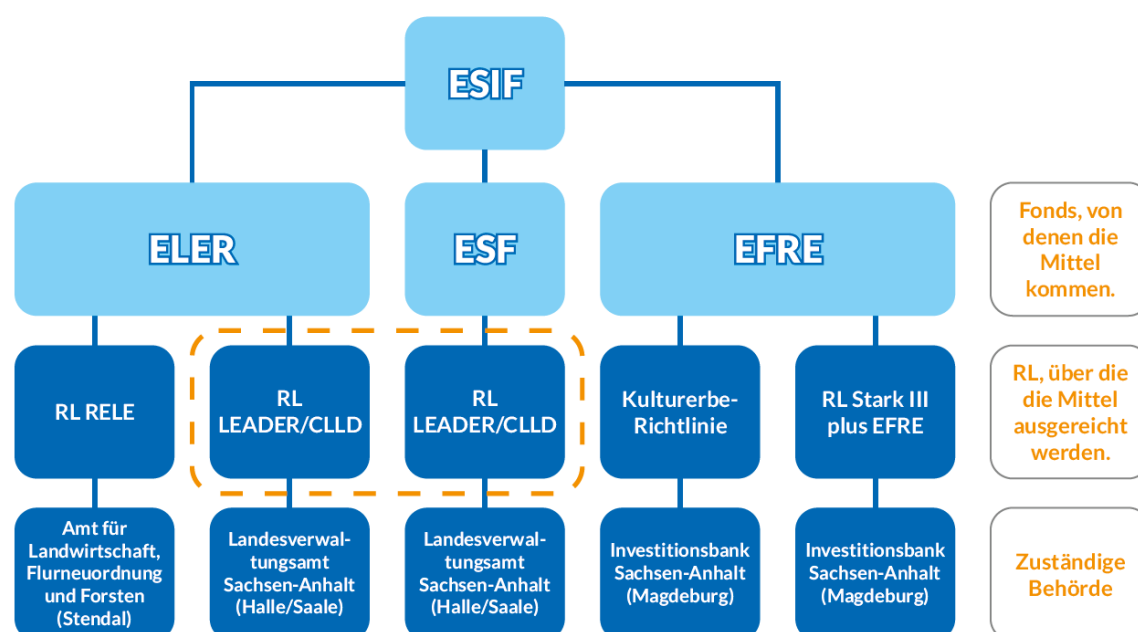 ESIF
ELER
ESF
EFRE
Fonds, von
denen die
Mittel
kommen.
RL RELE
RL
LEADER/CLLD
RL
LEADER/CLLD
Kulturerbe-
Richtlinie
RL Stark III
plus EFRE
RL, über die
die Mittel
ausgereicht
werden.
Amt für
Landwirtschaft,
Flurneuordnung
und Forsten
(Stendal)
Landesverwal-
tungsamt
Sachsen-Anhalt
(Halle/Saale)
Landesverwal-
tungsamt
Sachsen-Anhalt
(Halle/Saale)
Investitionsbank
Sachsen-Anhalt
(Magdeburg)
Investitionsbank
Sachsen-Anhalt
(Magdeburg)
Zuständige
Behörde